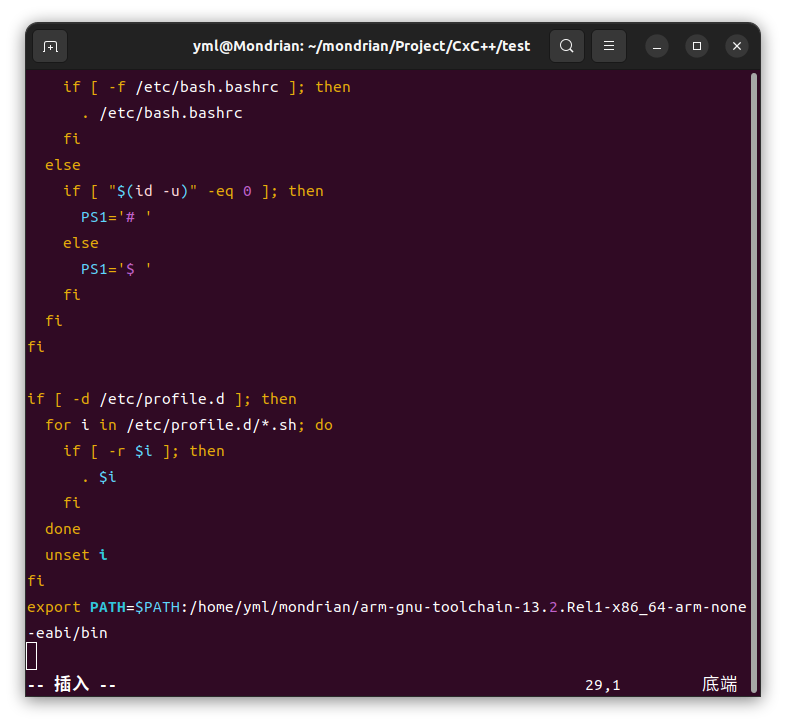 yml@Mondrian: ~/mondrian/Project/CxC++/test
    if [ -f /etc/bash.bashrc ]; then
      . /etc/bash.bashrc
    fi
  else
    if [ "$(id -u)" -eq 0 ]; then
      PS1='# '
    else
      PS1='$ '
    fi
  fi
fi

if [ -d /etc/profile.d ]; then
  for i in /etc/profile.d/*.sh; do
    if [ -r $i ]; then
      . $i
    fi
  done
  unset i
fi
export PATH=$PATH:/home/yml/mondrian/arm-gnu-toolchain-13.2.Rel1-x86_64-arm-none
-eabi/bin
-- 插入 -- 29,1 底端